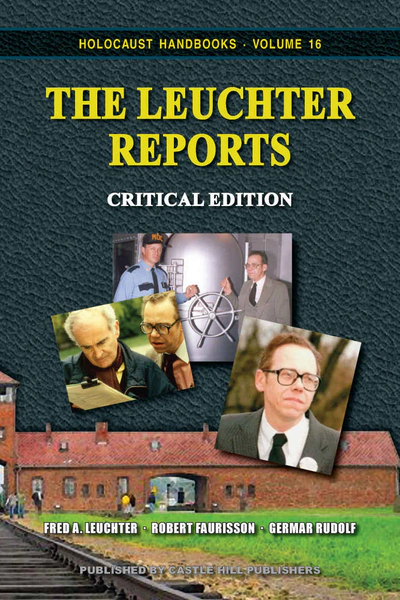 HOLOCAUST HANDBOOKS · VOLUME 16
THE LEUCHTER
REPORTS
CRITICAL EDITION
FRED A. LEUCHTER · ROBERT FAURISSON · GERMAR RUDOLF
PUBLISHED BY CASTLE HILL PUBLISHERS